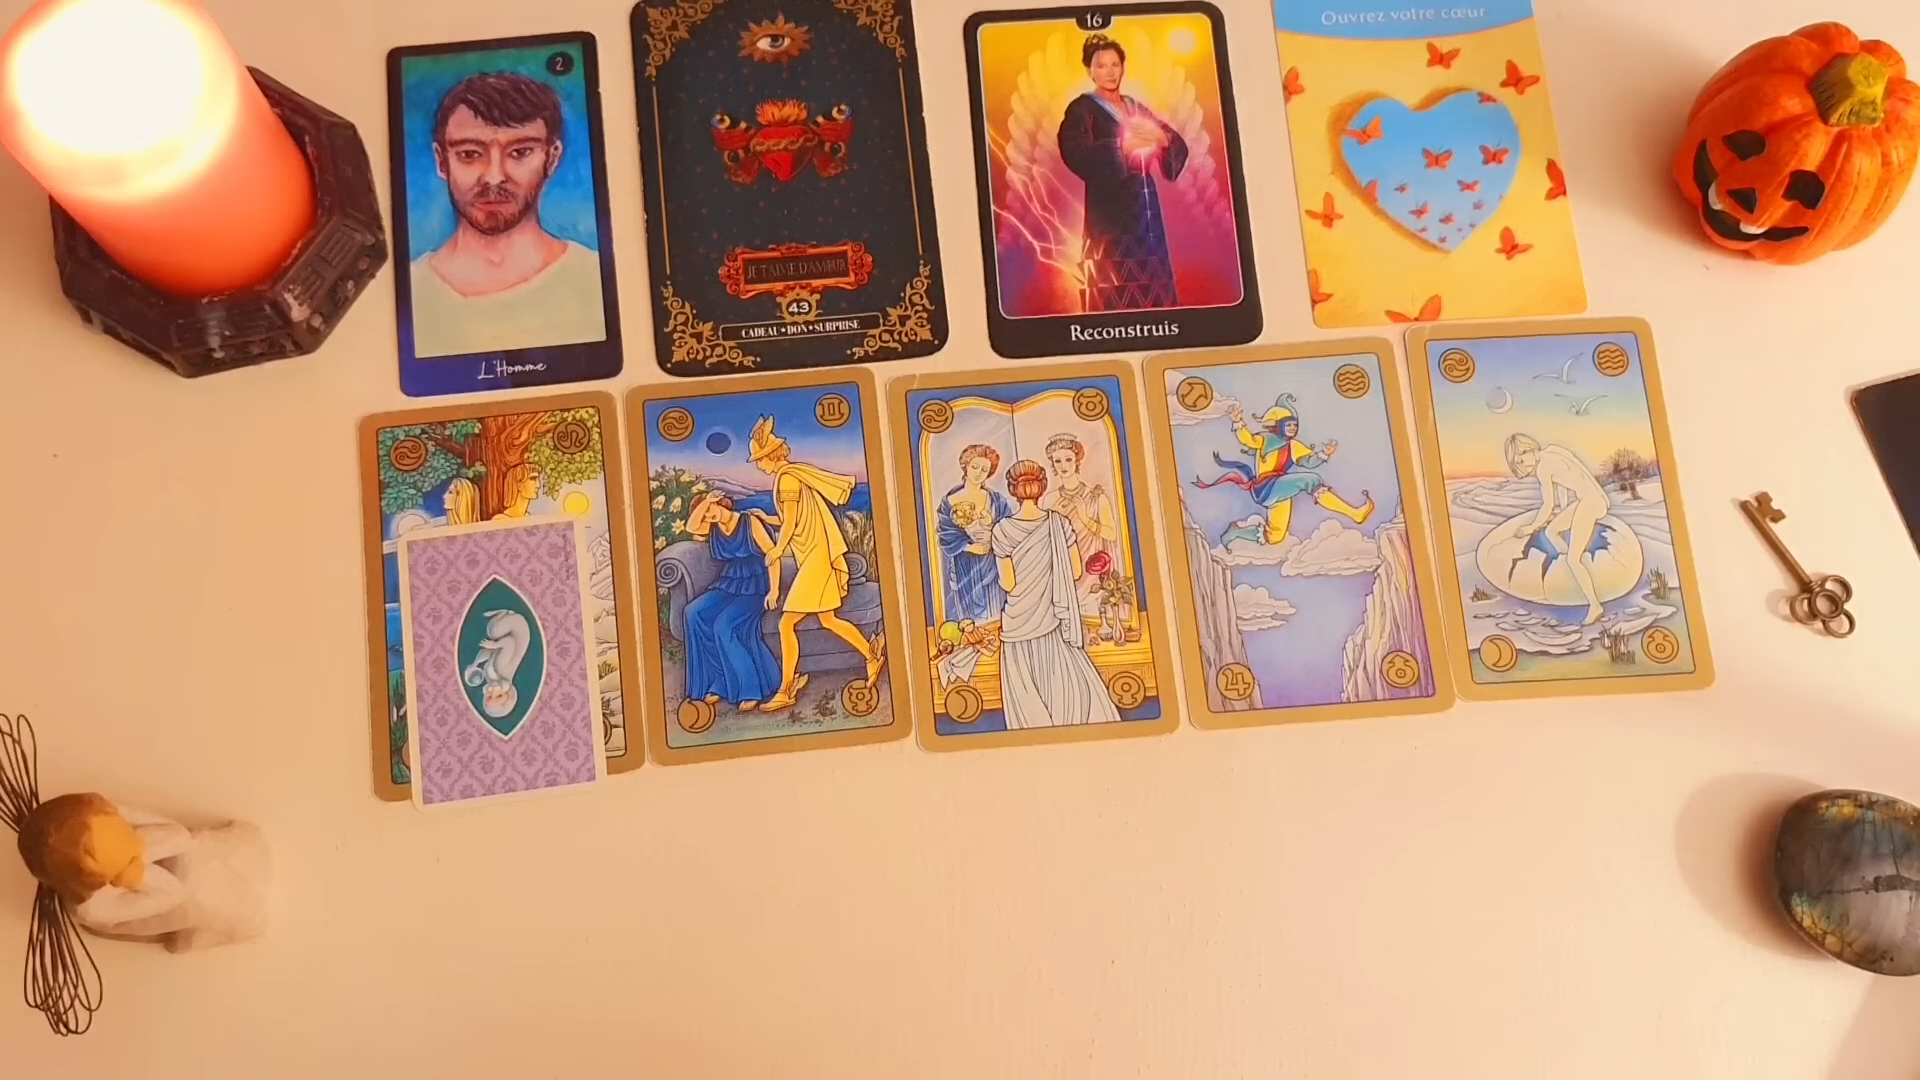 2
L'Homme
JE T'AIME D'AMOUR
43
CADEAU • DON • SURPRISE
16
Reconstruis
Ouvrez votre cœur